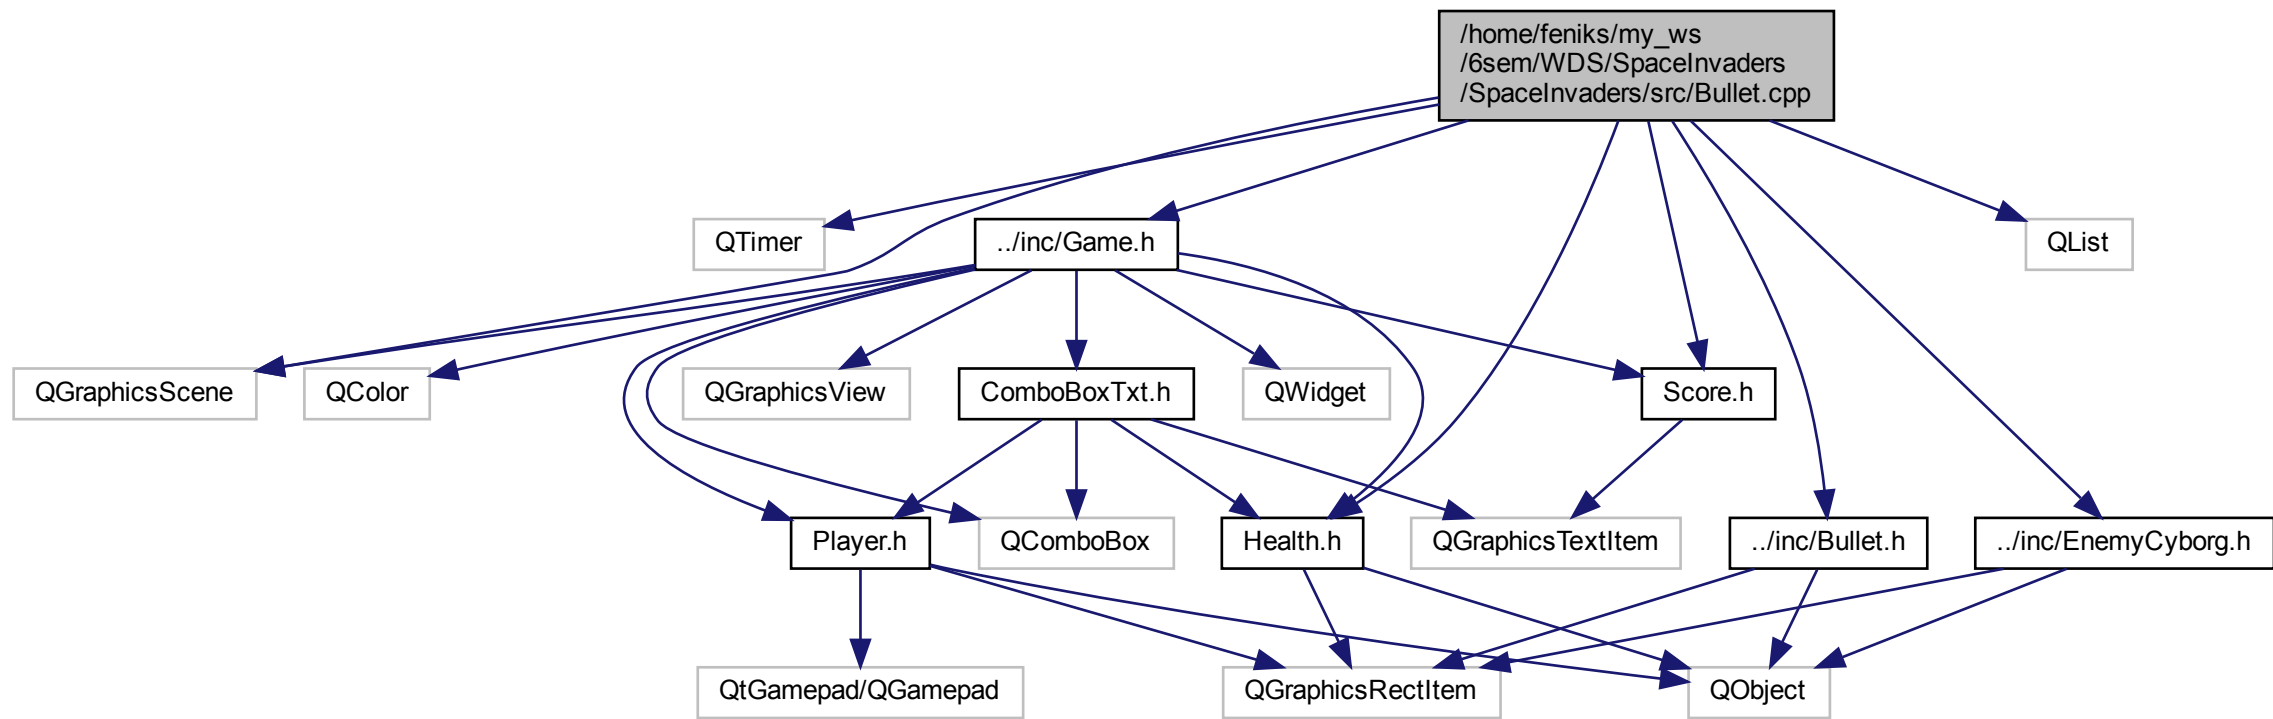 /home/feniks/my_ws
/6sem/WDS/SpaceInvaders
/SpaceInvaders/src/Bullet.cpp
QTimer
../inc/Game.h
QList
QGraphicsScene
QColor
QGraphicsView
ComboBoxTxt.h
QWidget
Score.h
Player.h
QComboBox
Health.h
QGraphicsTextItem
../inc/Bullet.h
../inc/EnemyCyborg.h
QtGamepad/QGamepad
QGraphicsRectItem
QObject